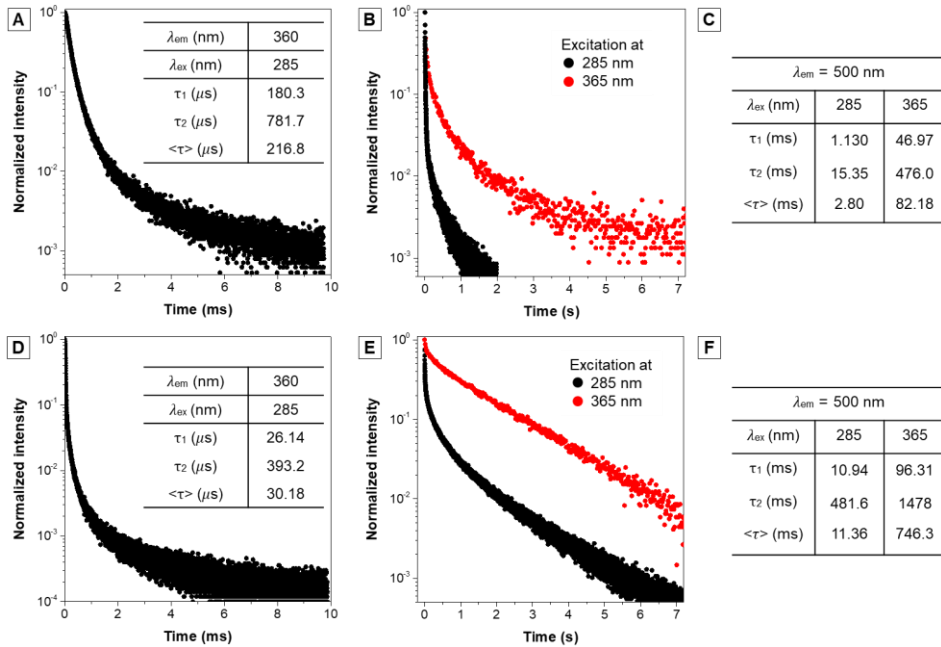 A
Normalized intensity
10⁰
10⁻¹
10⁻²
10⁻³
0 2 4 6 8 10
Time (ms)
λem (nm) 360
λex (nm) 285
τ1 (μs) 180.3
τ2 (μs) 781.7
<τ> (μs) 216.8
B
Normalized intensity
10⁰
10⁻¹
10⁻²
10⁻³
0 1 2 3 4 5 6 7
Time (s)
Excitation at
285 nm
365 nm
C
λem = 500 nm
λex (nm) 285 365
τ1 (ms) 1.130 46.97
τ2 (ms) 15.35 476.0
<τ> (ms) 2.80 82.18
D
Normalized intensity
10⁰
10⁻¹
10⁻²
10⁻³
10⁻⁴
0 2 4 6 8 10
Time (ms)
λem (nm) 360
λex (nm) 285
τ1 (μs) 26.14
τ2 (μs) 393.2
<τ> (μs) 30.18
E
Normalized intensity
10⁰
10⁻¹
10⁻²
10⁻³
0 1 2 3 4 5 6 7
Time (s)
Excitation at
285 nm
365 nm
F
λem = 500 nm
λex (nm) 285 365
τ1 (ms) 10.94 96.31
τ2 (ms) 481.6 1478
<τ> (ms) 11.36 746.3